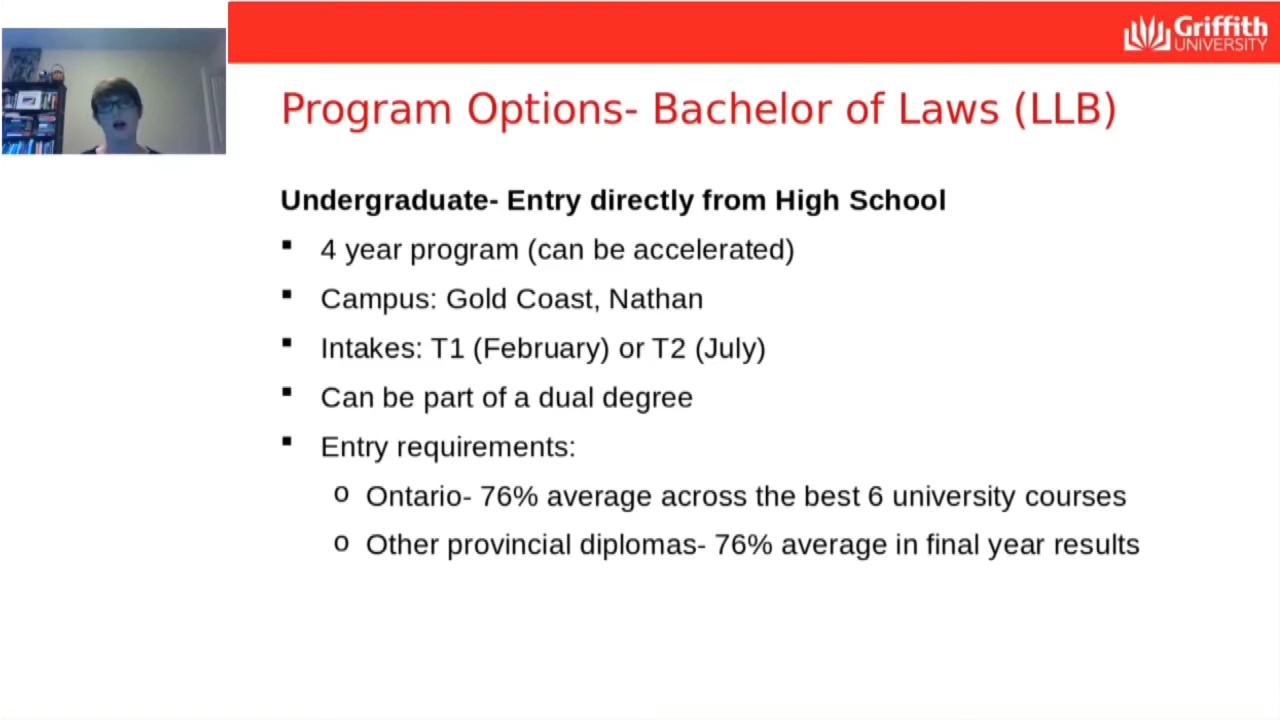 Griffith
UNIVERSITY
Program Options- Bachelor of Laws (LLB)
Undergraduate- Entry directly from High School
▪ 4 year program (can be accelerated)
▪ Campus: Gold Coast, Nathan
▪ Intakes: T1 (February) or T2 (July)
▪ Can be part of a dual degree
▪ Entry requirements:
o Ontario- 76% average across the best 6 university courses
o Other provincial diplomas- 76% average in final year results